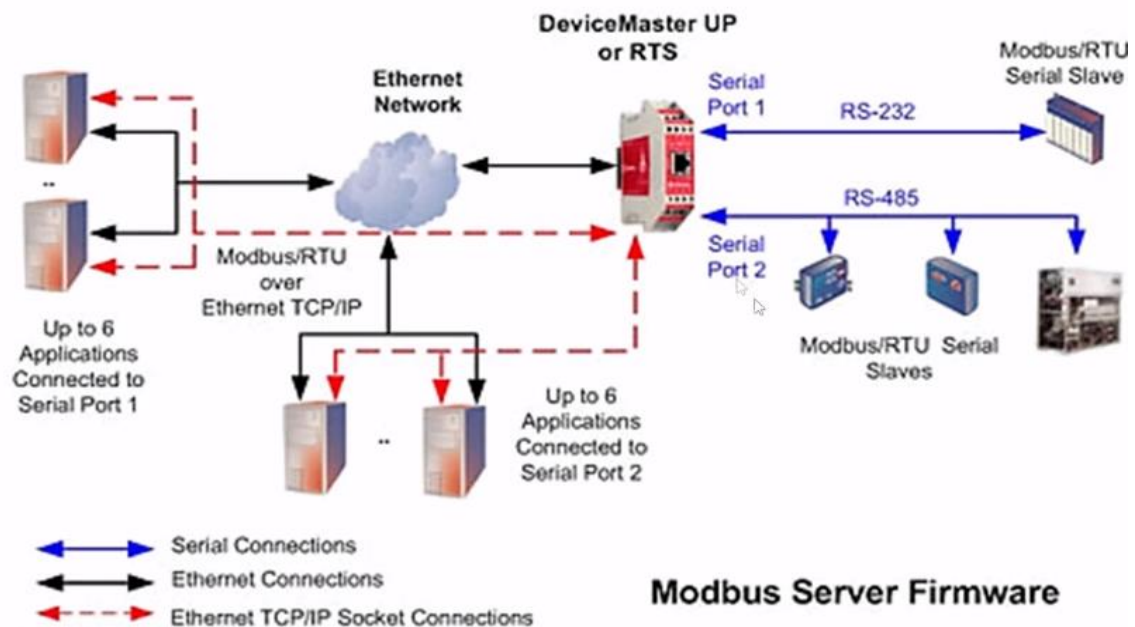 DeviceMaster UP
or RTS
Ethernet
Network
Serial
Port 1
RS-232
Modbus/RTU
Serial Slave
RS-485
Serial
Port 2
Modbus/RTU
over
Ethernet TCP/IP
Modbus/RTU Serial
Slaves
Up to 6
Applications
Connected to
Serial Port 1
..
Up to 6
Applications
Connected to
Serial Port 2
..
Serial Connections
Ethernet Connections
Ethernet TCP/IP Socket Connections
Modbus Server Firmware